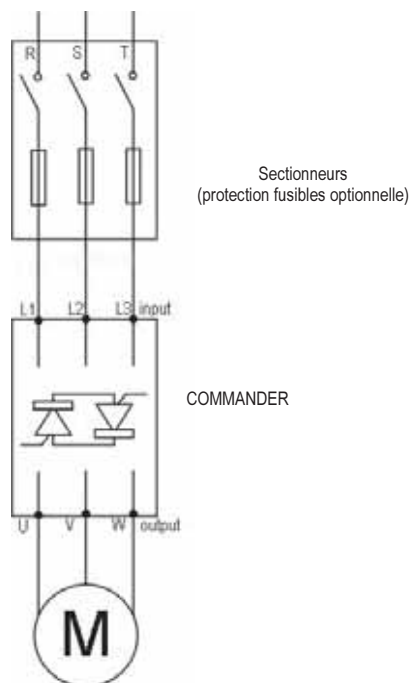 R S T
Sectionneurs
(protection fusibles optionnelle)
L1 L2 L3 input
COMMANDER
U V W output
M